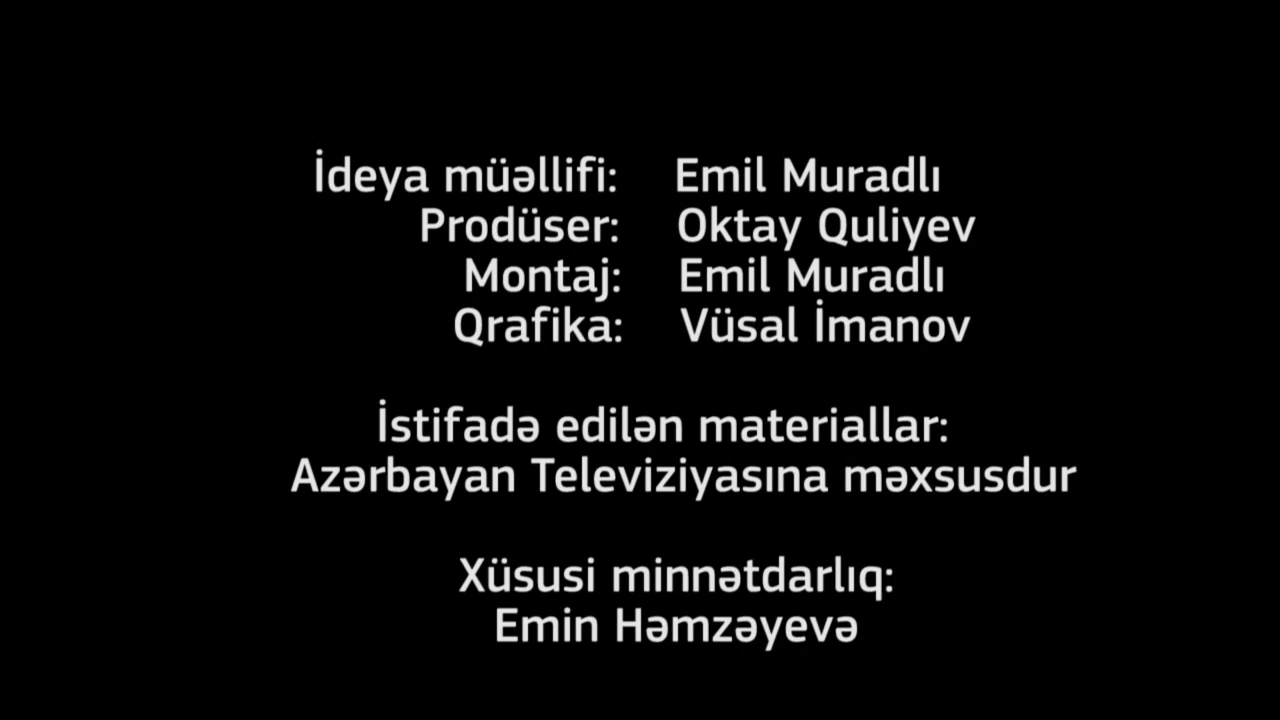 İdeya müəllifi: Emil Muradlı
Prodüser: Oktay Quliyev
Montaj: Emil Muradlı
Qrafika: Vüsal İmanov
İstifadə edilən materiallar:
Azərbayan Televiziyasına məxsusdur
Xüsusi minnətdarlıq:
Emin Həmzəyevə